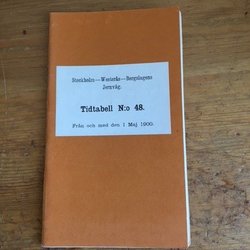 Stockholm—Westerås—Bergslagens
Jernväg.
Tidtabell N:o 48.
Från och med den 1 Maj 1900.